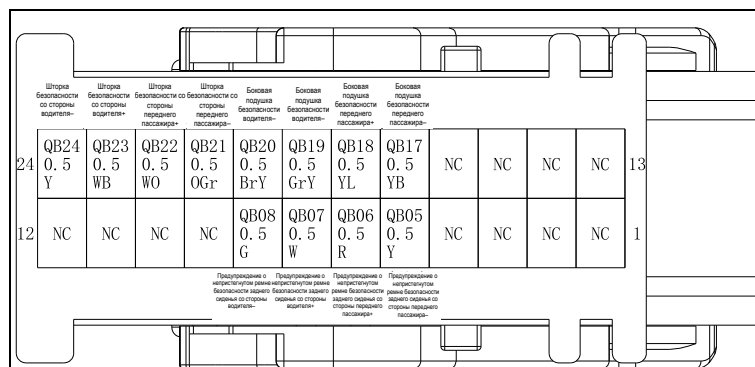 Шторка безопасности со стороны водителя–
Шторка безопасности со стороны водителя+
Шторка безопасности со стороны переднего пассажира+
Шторка безопасности со стороны переднего пассажира–
Боковая подушка безопасности водителя–
Боковая подушка безопасности водителя–
Боковая подушка безопасности переднего пассажира+
Боковая подушка безопасности переднего пассажира–
24 QB24 QB23 QB22 QB21 QB20 QB19 QB18 QB17 NC NC NC NC 13
0.5 0.5 0.5 0.5 0.5 0.5 0.5 0.5
Y WB WO OGr BrY GrY YL YB
12 NC NC NC NC QB08 QB07 QB06 QB05 NC NC NC NC 1
0.5 0.5 0.5 0.5
G W R Y
Предупреждение о непристегнутом ремне безопасности заднего сиденья со стороны водителя–
Предупреждение о непристегнутом ремне безопасности заднего сиденья со стороны водителя+
Предупреждение о непристегнутом ремне безопасности заднего сиденья со стороны переднего пассажира+
Предупреждение о непристегнутом ремне безопасности заднего сиденья со стороны переднего пассажира–